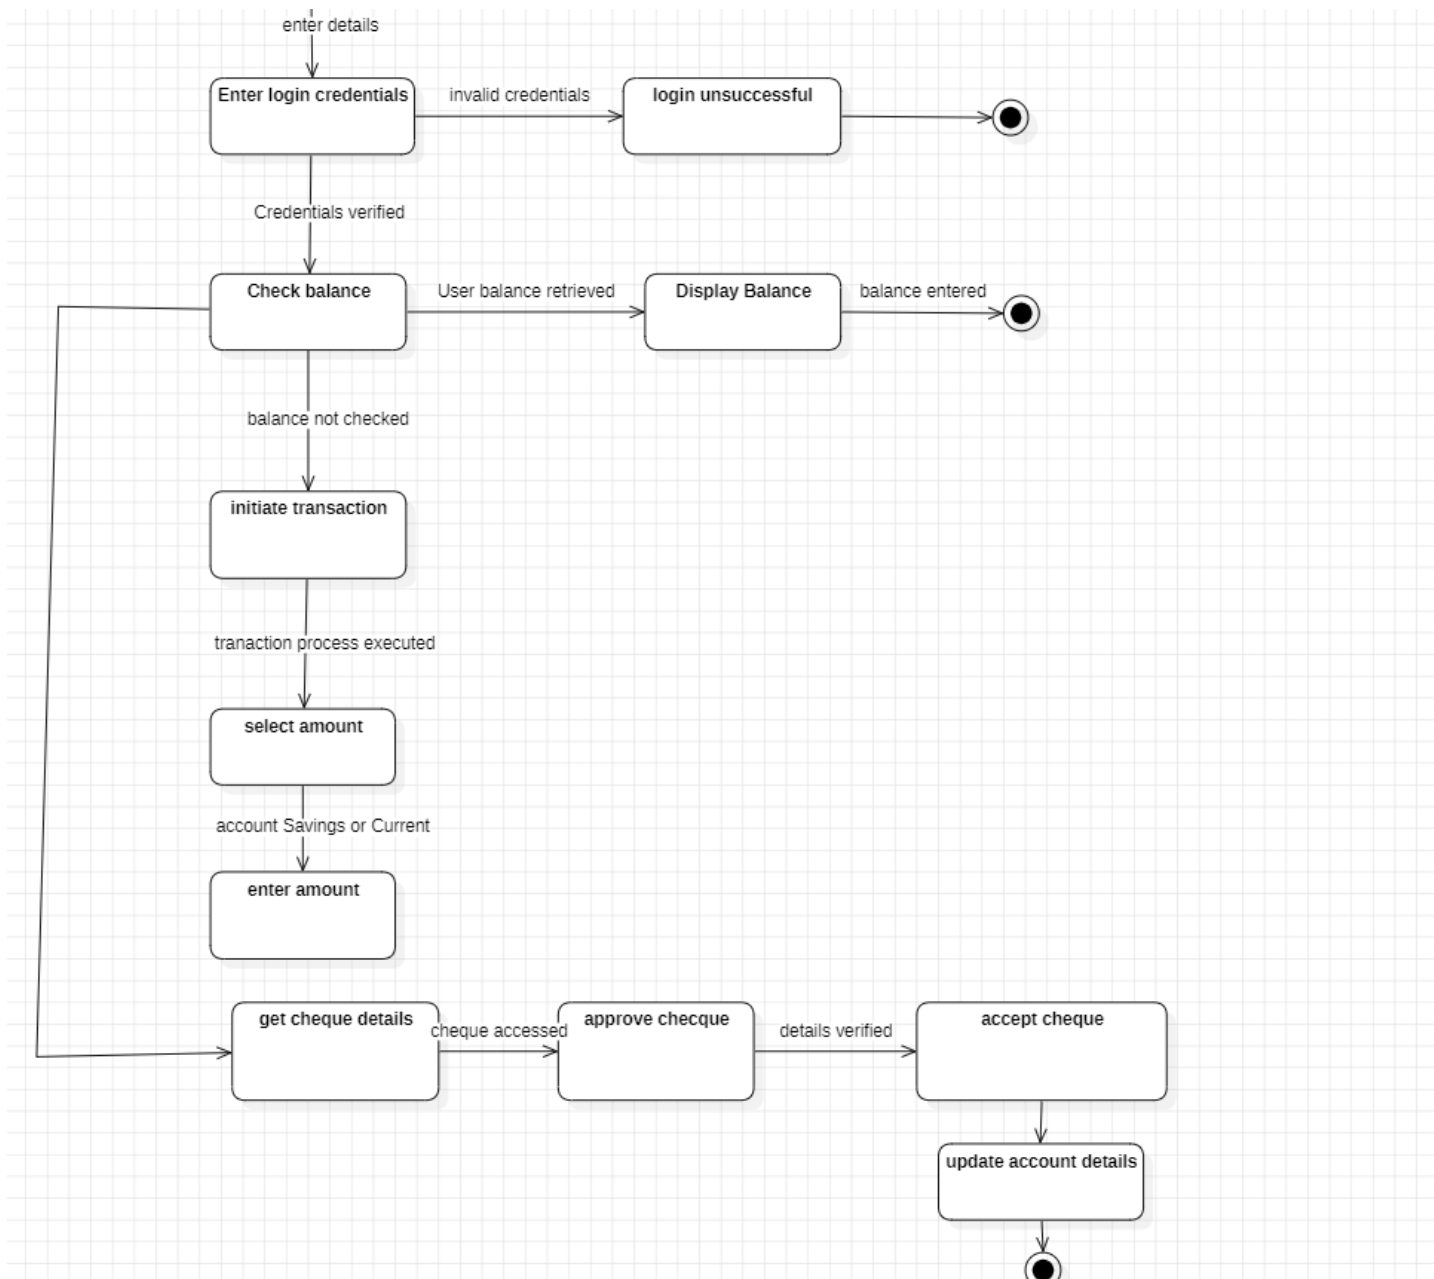 enter details
Enter login credentials
invalid credentials
login unsuccessful
Credentials verified
Check balance
User balance retrieved
Display Balance
balance entered
balance not checked
initiate transaction
tranaction process executed
select amount
account Savings or Current
enter amount
get cheque details
cheque accessed
approve checque
details verified
accept cheque
update account details